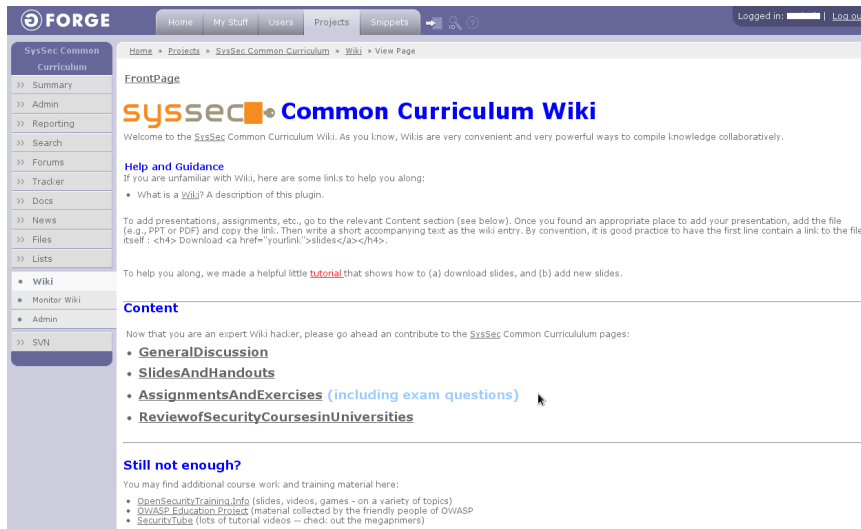 GFORGE
Home My Stuff Users Projects Snippets
Logged in: | Log ou
SysSec Common
Curriculum
>> Summary
>> Admin
>> Reporting
>> Search
>> Forums
>> Tracker
>> Docs
>> News
>> Files
>> Lists
• Wiki
• Monitor Wiki
• Admin
>> SVN
Home » Projects » SysSec Common Curriculum » Wiki » View Page
FrontPage
syssec Common Curriculum Wiki
Welcome to the SysSec Common Curriculum Wiki. As you know, Wikis are very convenient and very powerful ways to compile knowledge collaboratively.
Help and Guidance
If you are unfamiliar with Wiki, here are some links to help you along:
• What is a Wiki? A description of this plugin.
To add presentations, assignments, etc., go to the relevant Content section (see below). Once you found an appropriate place to add your presentation, add the file
(e.g., PPT or PDF) and copy the link. Then write a short accompanying text as the wiki entry. By convention, it is good practice to have the first line contain a link to the file
itself : <h4> Download <a href="yourlink">slides</a></h4>.
To help you along, we made a helpful little tutorial that shows how to (a) download slides, and (b) add new slides.
Content
Now that you are an expert Wiki hacker, please go ahead an contribute to the SysSec Common Curriculum pages:
• GeneralDiscussion
• SlidesAndHandouts
• AssignmentsAndExercises (including exam questions)
• ReviewofSecurityCoursesinUniversities
Still not enough?
You may find additional course work and training material here:
• OpenSecurityTraining.Info (slides, videos, games - on a variety of topics)
• OWASP Education Project (material collected by the friendly people of OWASP
• SecurityTube (lots of tutorial videos -- check out the megaprimers)